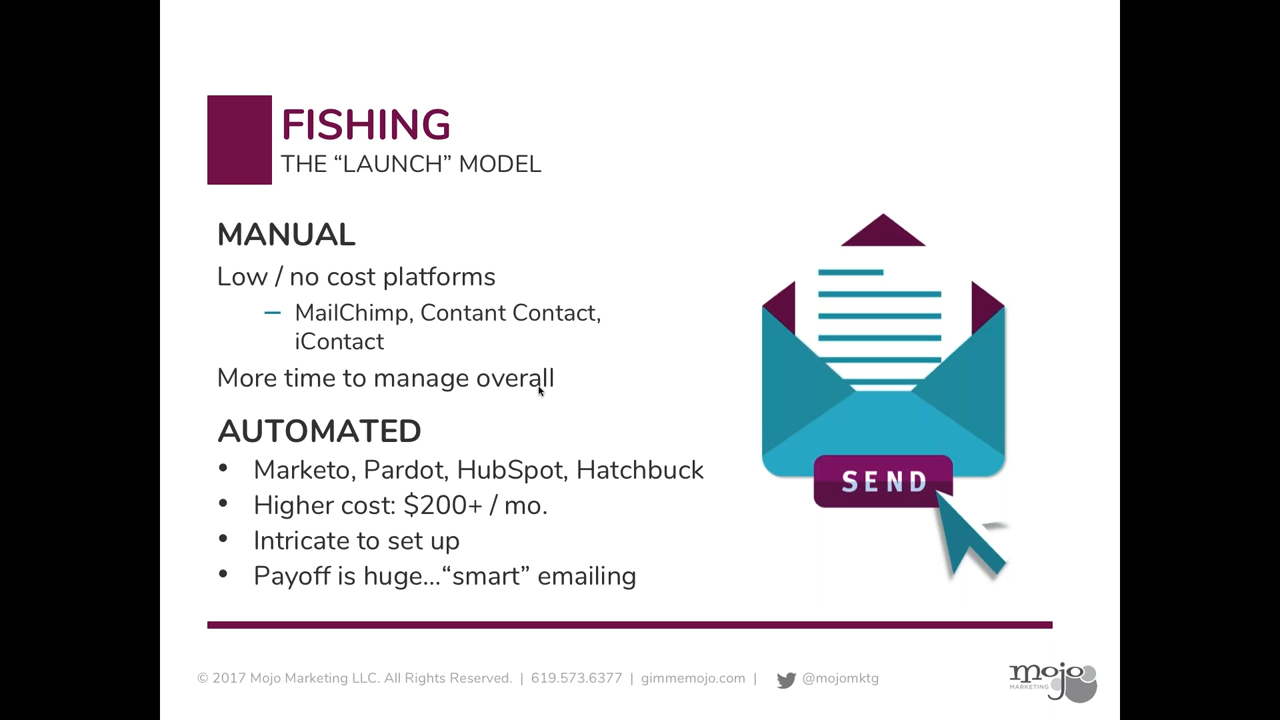 FISHING
THE “LAUNCH” MODEL
MANUAL
Low / no cost platforms
– MailChimp, Contant Contact,
iContact
More time to manage overall
AUTOMATED
• Marketo, Pardot, HubSpot, Hatchbuck
• Higher cost: $200+ / mo.
• Intricate to set up
• Payoff is huge...“smart” emailing
SEND
© 2017 Mojo Marketing LLC. All Rights Reserved. | 619.573.6377 | gimmemojo.com | @mojomktg
mojo
MARKETING